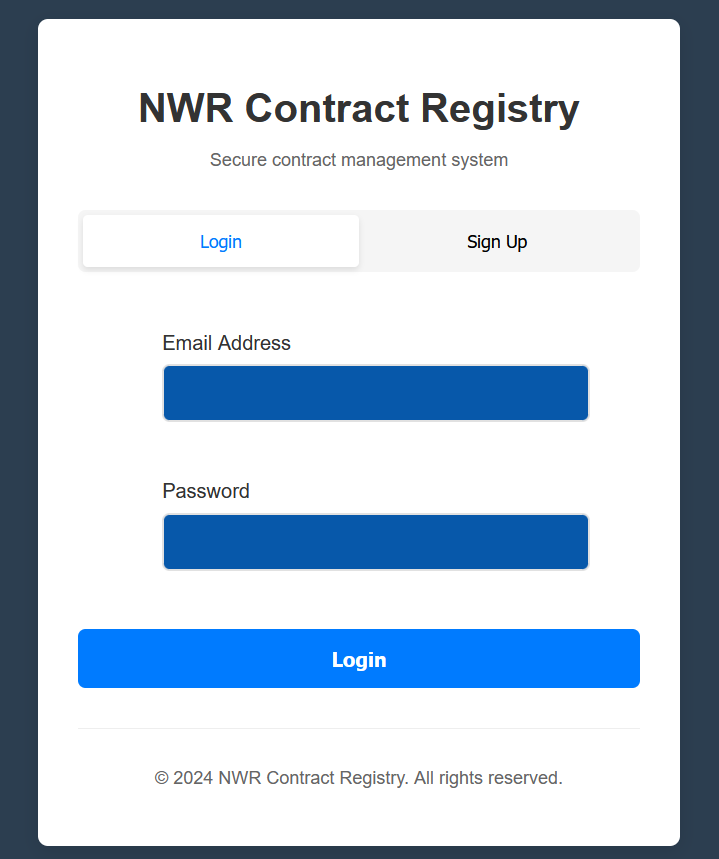 NWR Contract Registry
Secure contract management system
Login
Sign Up
Email Address
Password
Login
© 2024 NWR Contract Registry. All rights reserved.